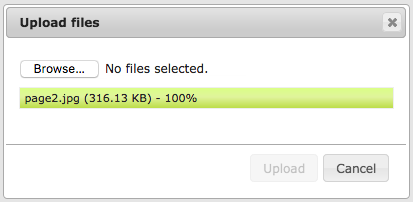 Upload files
Browse... No files selected.
page2.jpg (316.13 KB) - 100%
Upload Cancel